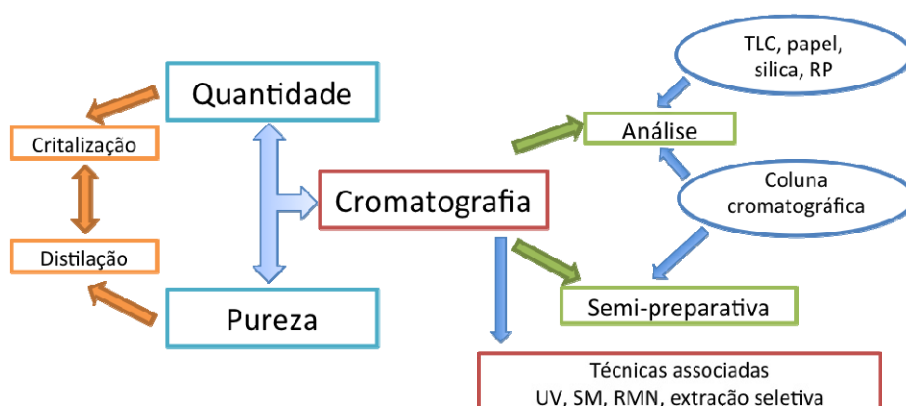 TLC, papel,
silica, RP
Quantidade
Análise
Critalização
Cromatografia
Coluna
cromatográfica
Distilação
Pureza
Semi-preparativa
Técnicas associadas
UV, SM, RMN, extração seletiva